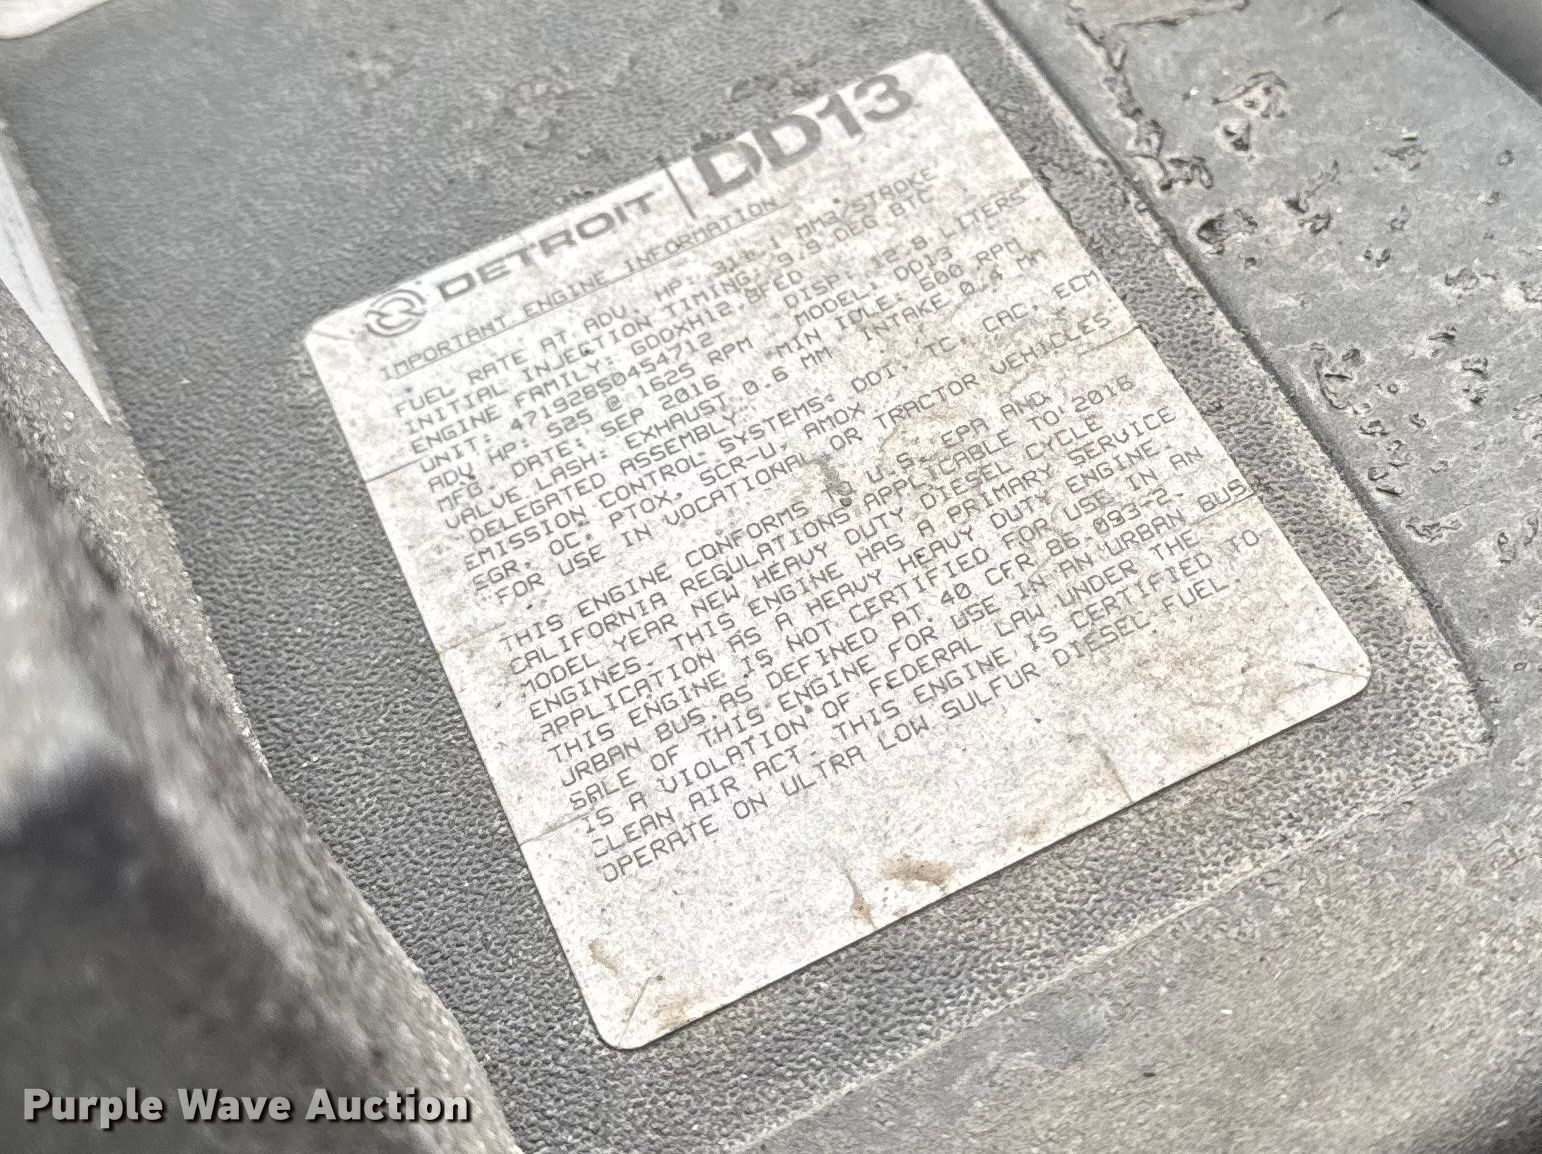 DETROIT | DD13
IMPORTANT ENGINE INFORMATION
FUEL RATE AT ADV. HP: MM3/STROKE
INITIAL INJECTION TIMING: 9.9 DEG BTC
ENGINE FAMILY: GDDXH12.8FED DISP: 12.8 LITERS
UNIT: 471928S0454712 MODEL: DD13
ADV HP: 525 @ 1625 RPM MIN IDLE: 600 RPM
MFG. DATE: SEP 2016 INTAKE 0.4 MM
VALVE LASH: EXHAUST 0.6 MM
DELEGATED ASSEMBLY
EMISSION CONTROL SYSTEMS: DDI, TC, CAC, ECM
EGR, OC, PTOX, SCR-U, AMOX
FOR USE IN VOCATIONAL OR TRACTOR VEHICLES
THIS ENGINE CONFORMS TO U.S. EPA AND
CALIFORNIA REGULATIONS APPLICABLE TO 2016
MODEL YEAR NEW HEAVY DUTY DIESEL CYCLE
ENGINES. THIS ENGINE HAS A PRIMARY SERVICE
APPLICATION AS A HEAVY HEAVY DUTY ENGINE.
THIS ENGINE IS NOT CERTIFIED FOR USE IN AN
URBAN BUS AS DEFINED AT 40 CFR 86.093-2.
SALE OF THIS ENGINE FOR USE IN AN URBAN BUS
IS A VIOLATION OF FEDERAL LAW UNDER THE
CLEAN AIR ACT. THIS ENGINE IS CERTIFIED TO
OPERATE ON ULTRA LOW SULFUR DIESEL FUEL.
Purple Wave Auction